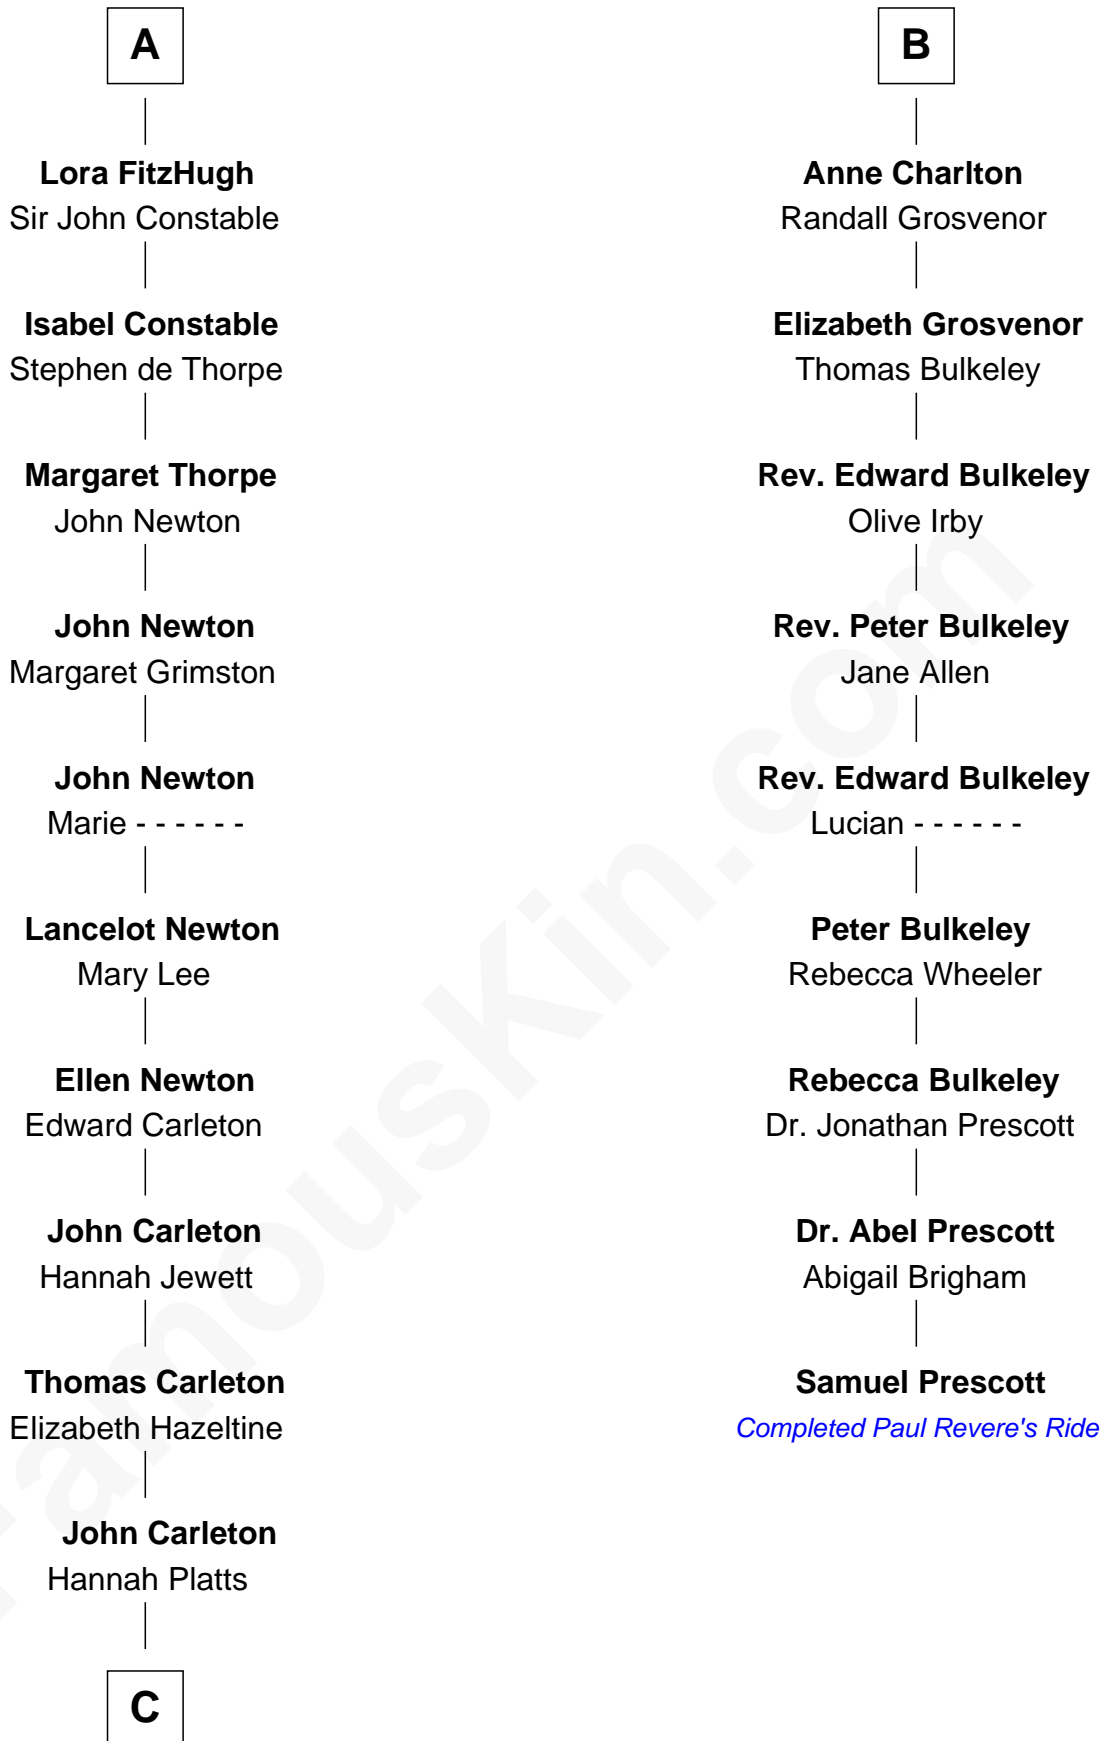 A
Lora FitzHugh
Sir John Constable
Isabel Constable
Stephen de Thorpe
Margaret Thorpe
John Newton
John Newton
Margaret Grimston
John Newton
Marie - - - - - -
Lancelot Newton
Mary Lee
Ellen Newton
Edward Carleton
John Carleton
Hannah Jewett
Thomas Carleton
Elizabeth Hazeltine
John Carleton
Hannah Platts
C
B
Anne Charlton
Randall Grosvenor
Elizabeth Grosvenor
Thomas Bulkeley
Rev. Edward Bulkeley
Olive Irby
Rev. Peter Bulkeley
Jane Allen
Rev. Edward Bulkeley
Lucian - - - - - -
Peter Bulkeley
Rebecca Wheeler
Rebecca Bulkeley
Dr. Jonathan Prescott
Dr. Abel Prescott
Abigail Brigham
Samuel Prescott
Completed Paul Revere's Ride
FamousKin.com